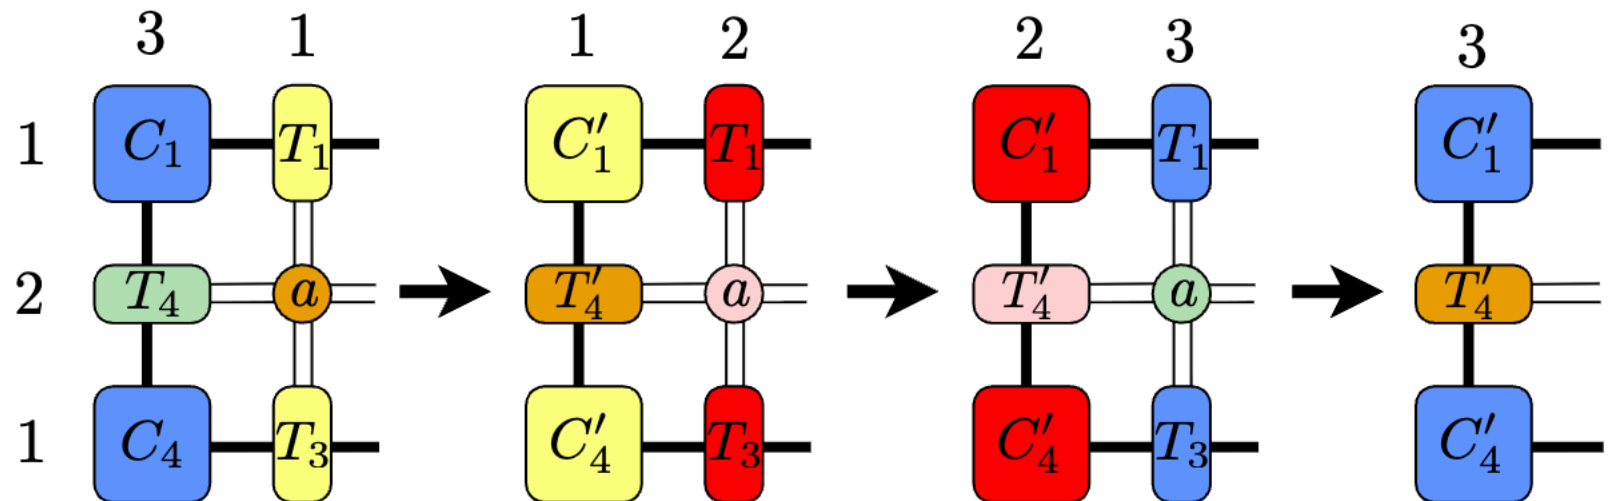 3 1 1 2 2 3 3
1 C₁ T₁ C′₁ T₁ C′₁ T₁ C′₁
2 T₄ a T′₄ a T′₄ a T′₄
1 C₄ T₃ C′₄ T₃ C′₄ T₃ C′₄